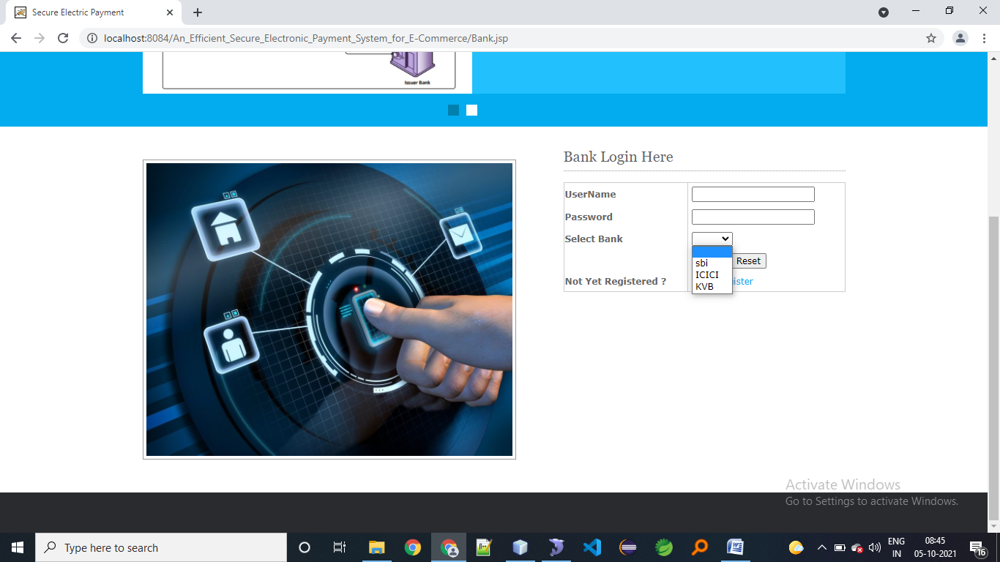 Secure Electric Payment
localhost:8084/An_Efficient_Secure_Electronic_Payment_System_for_E-Commerce/Bank.jsp
Issuer Bank
Bank Login Here
UserName
Password
Select Bank
sbi
ICICI
KVB
Reset
Not Yet Registered ?
ister
Activate Windows
Go to Settings to activate Windows.
Type here to search
ENG
IN
08:45
05-10-2021
16